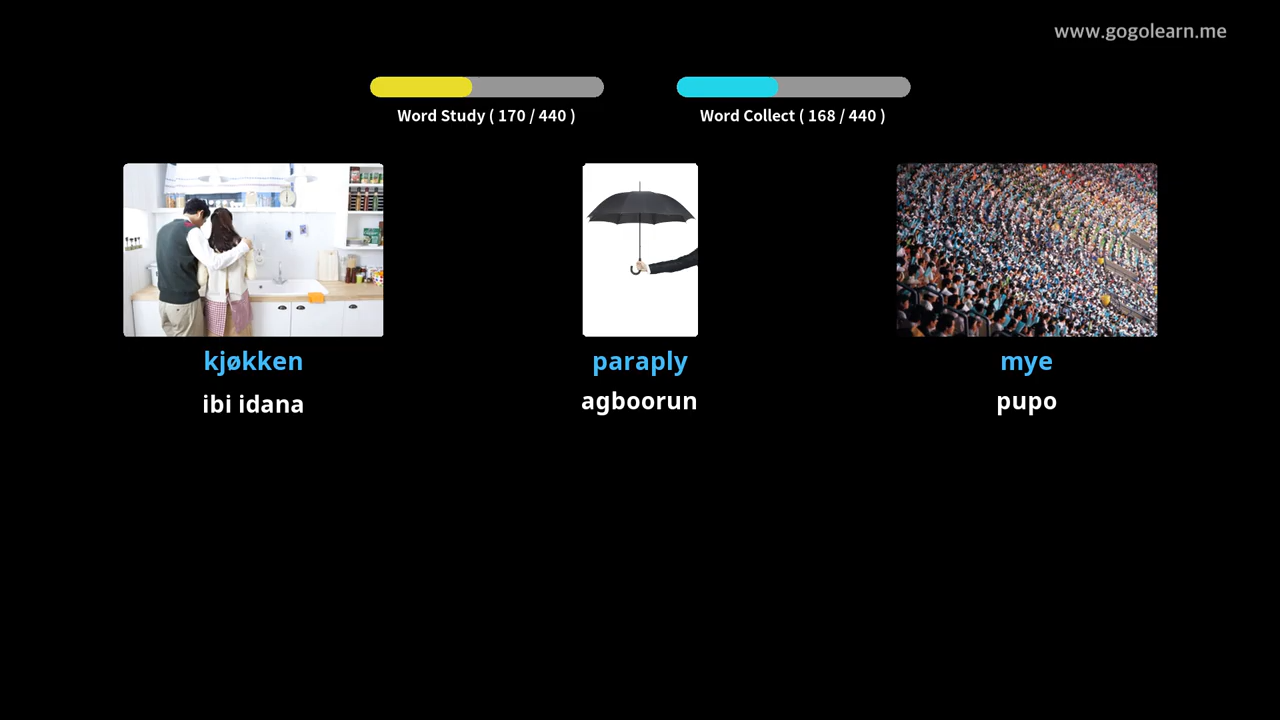 www.gogolearn.me
Word Study ( 170 / 440 )
Word Collect ( 168 / 440 )
kjøkken
paraply
mye
ibi idana
agboorun
pupo